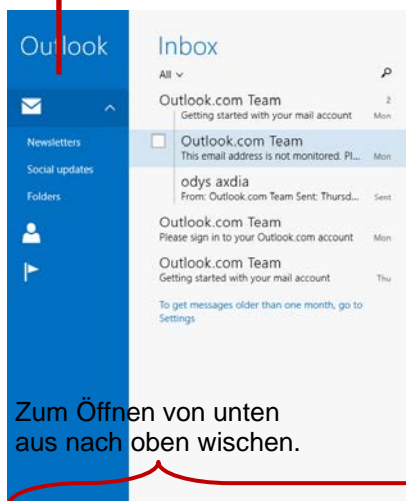 Outlook
Inbox
All
Outlook.com Team 2
Getting started with your mail account Mon
Newsletters
Outlook.com Team
This email address is not monitored. Pl... Mon
Social updates
odys axdia
From: Outlook.com Team Sent: Thursd... Sent
Folders
Outlook.com Team
Please sign in to your Outlook.com account Mon
Outlook.com Team
Getting started with your mail account Thu
To get messages older than one month, go to
Settings
Zum Öffnen von unten
aus nach oben wischen.